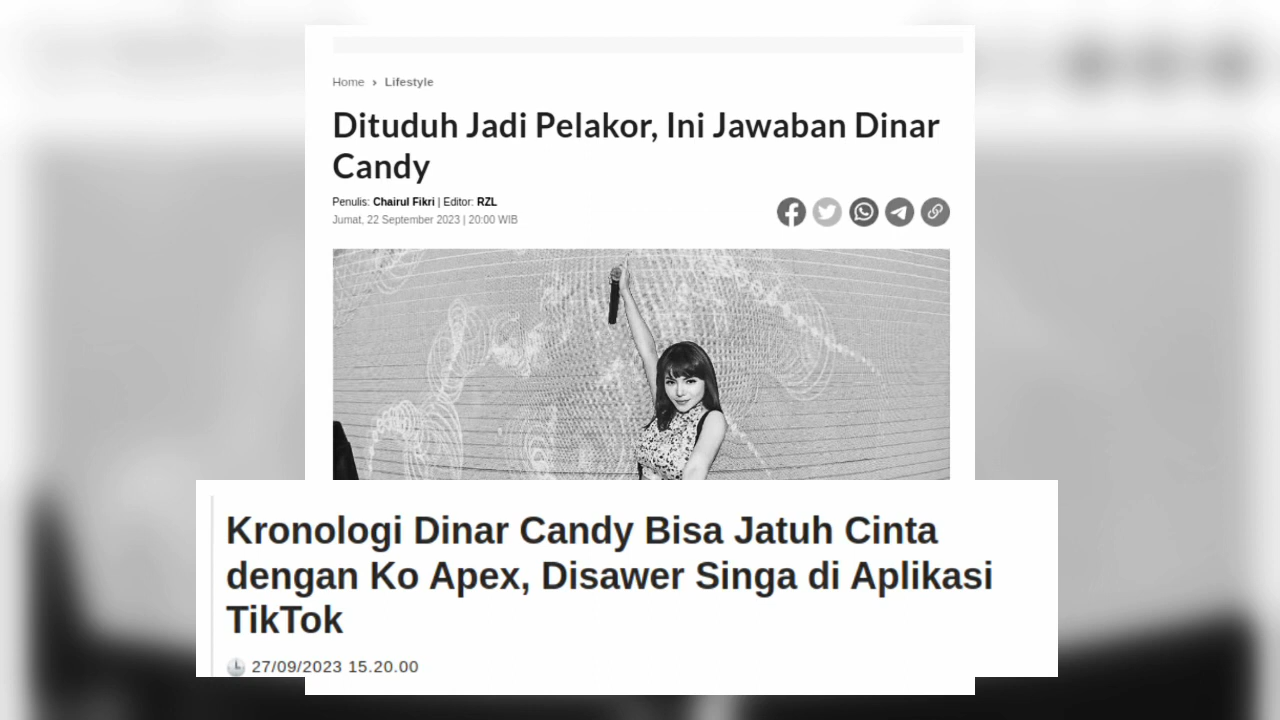 Home › Lifestyle
Dituduh Jadi Pelakor, Ini Jawaban Dinar
Candy
Penulis: Chairul Fikri | Editor: RZL
Jumat, 22 September 2023 | 20:00 WIB
Kronologi Dinar Candy Bisa Jatuh Cinta
dengan Ko Apex, Disawer Singa di Aplikasi
TikTok
27/09/2023 15.20.00